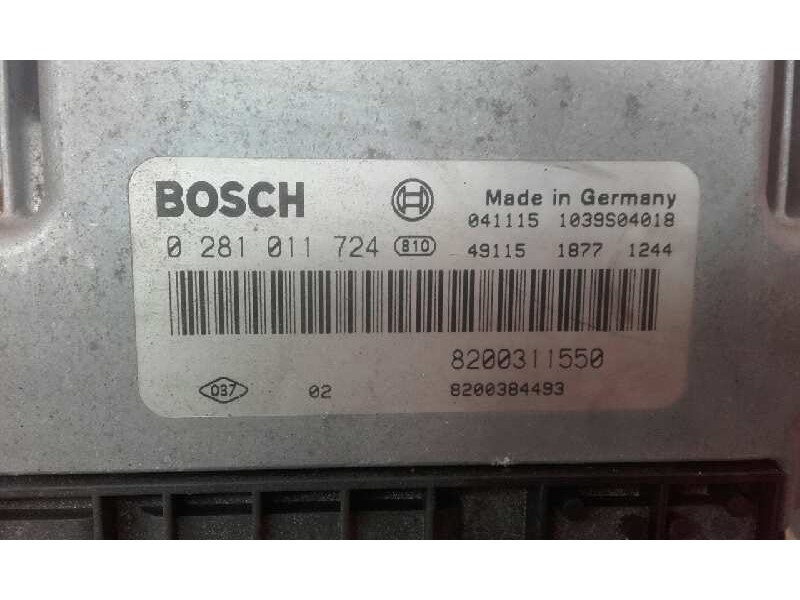 BOSCH
Made in Germany
041115 1039S04018
0 281 011 724 810 49115 1877 1244
8200311550
037 02 8200384493